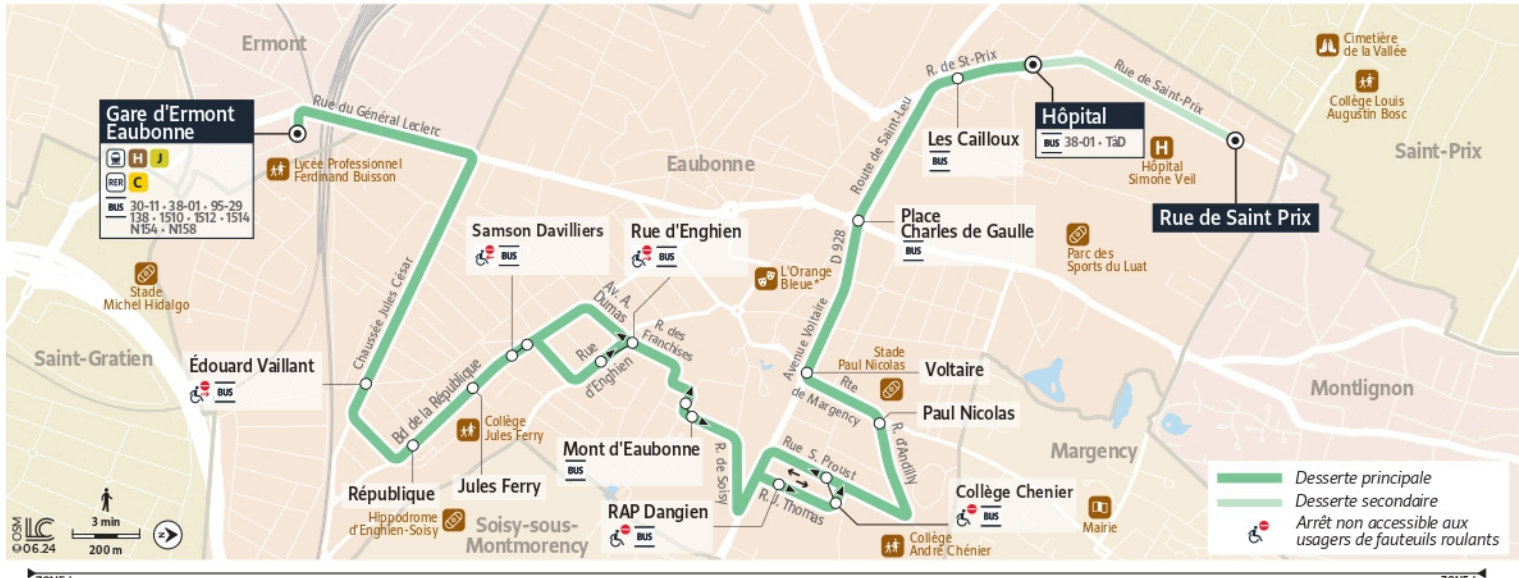 Ermont
Gare d'Ermont
Eaubonne
H J
RER C
BUS 30-11 • 38-01 • 95-29
138 • 1510 • 1512 • 1514
N154 • N158
Rue du Général Leclerc
Lycée Professionnel
Ferdinand Buisson
Stade
Michel Hidalgo
Saint-Gratien
Chaussée Jules César
Édouard Vaillant
BUS
Bd de la République
République
Hippodrome
d'Enghien-Soisy
Collège
Jules Ferry
Jules Ferry
Samson Davilliers
BUS
Rue d'Enghien
BUS
Av. A.
Dumas
Rue
d'Enghien
R. des
Franchises
Eaubonne
L'Orange
Bleue*
Mont d'Eaubonne
BUS
Soisy-sous-
Montmorency
R. de Soisy
RAP Dangien
BUS
R. J. Thomas
Rue S. Proust
Collège Chenier
BUS
Collège
André Chénier
R. d'Andilly
Paul Nicolas
Rte
de Margency
Stade
Paul Nicolas
Voltaire
Avenue Voltaire
D 928
Place
Charles de Gaulle
BUS
Route de Saint-Leu
R. de St-Prix
Les Cailloux
BUS
Hôpital
BUS 38-01 • TàD
H
Hôpital
Simone Veil
Rue de Saint-Prix
Rue de Saint Prix
Parc des
Sports du Luat
Cimetière
de la Vallée
Collège Louis
Augustin Bosc
Saint-Prix
Montlignon
Margency
Mairie
Desserte principale
Desserte secondaire
Arrêt non accessible aux
usagers de fauteuils roulants
© OSM
LC
06.24
3 min
200 m
z